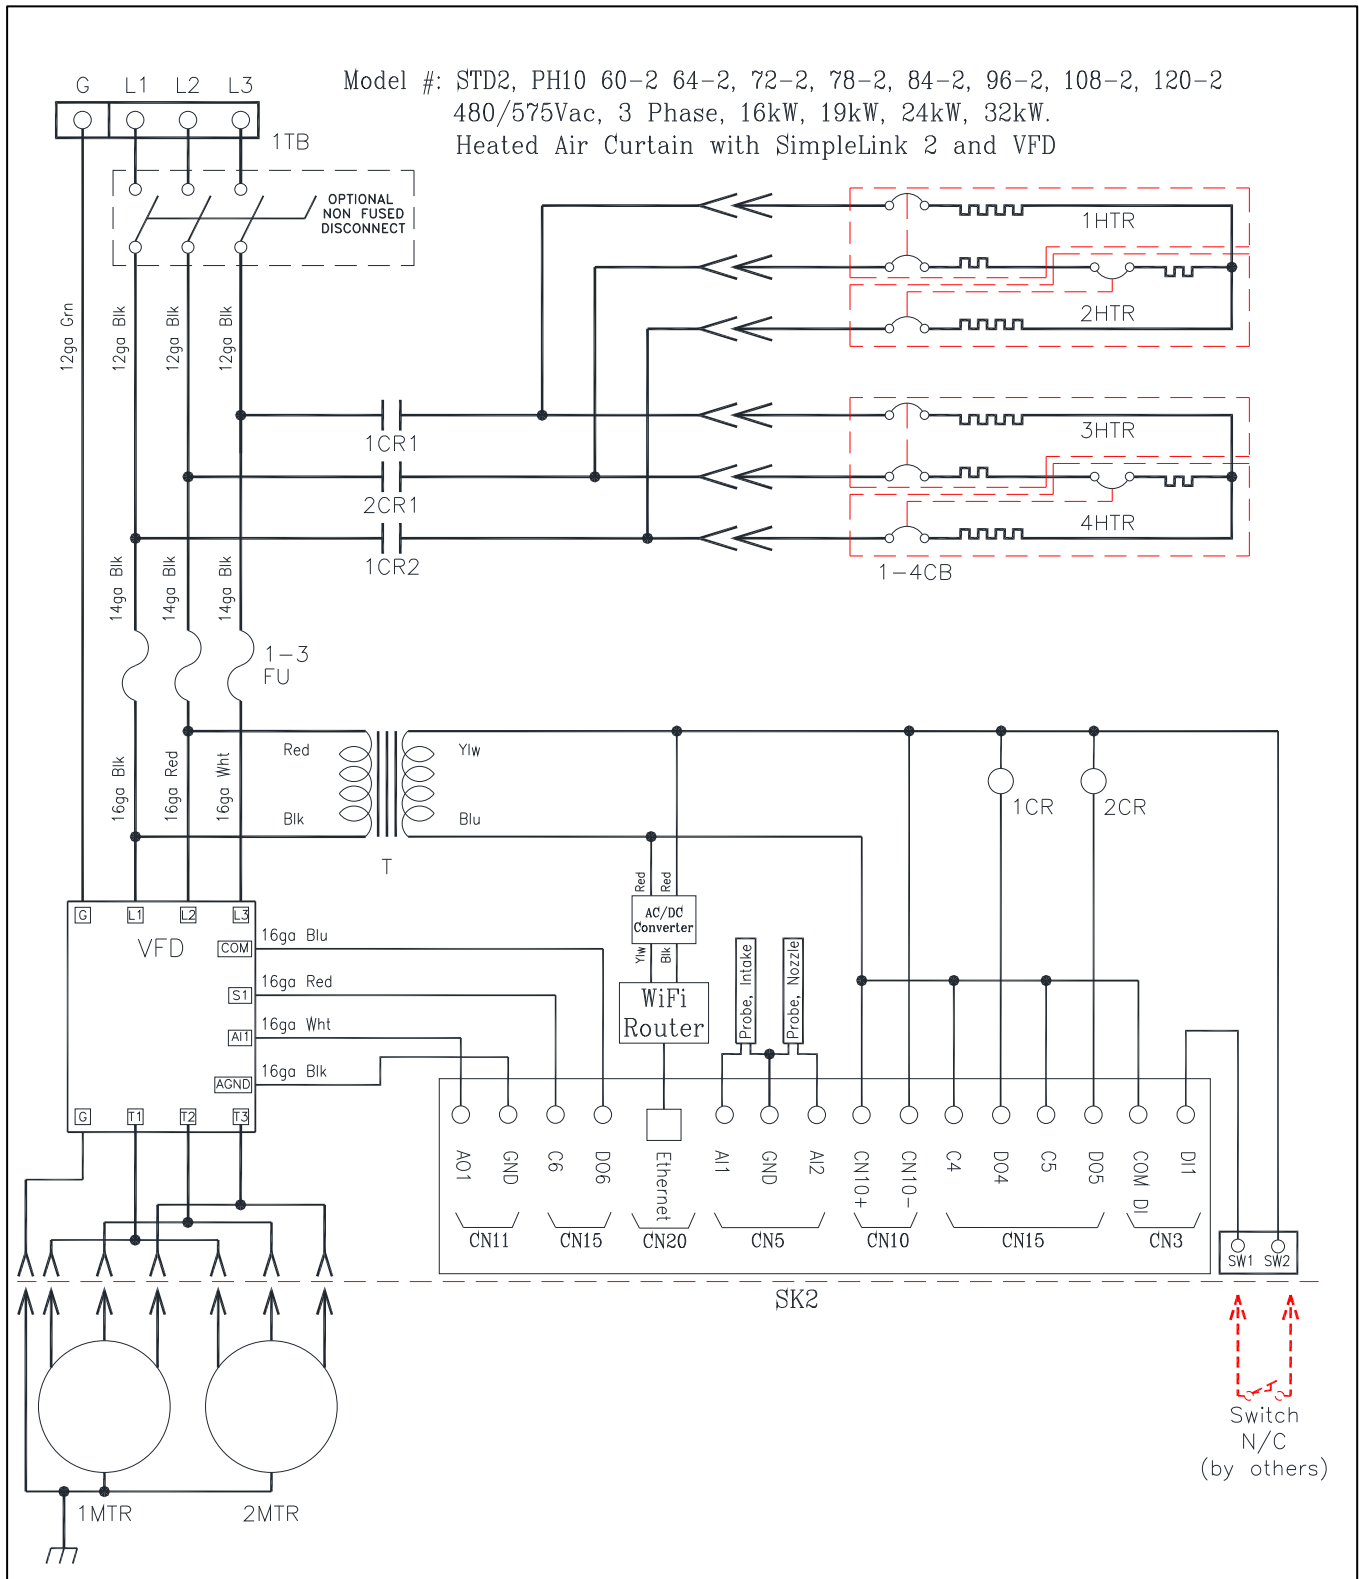 Model #: STD2, PH10 60-2 64-2, 72-2, 78-2, 84-2, 96-2, 108-2, 120-2
480/575Vac, 3 Phase, 16kW, 19kW, 24kW, 32kW.
Heated Air Curtain with SimpleLink 2 and VFD
G L1 L2 L3
1TB
OPTIONAL
NON FUSED
DISCONNECT
12ga Grn
12ga Blk
12ga Blk
12ga Blk
1HTR
2HTR
1CR1
2CR1
1CR2
3HTR
4HTR
1-4CB
14ga Blk
14ga Blk
14ga Blk
1-3
FU
16ga Blk
16ga Red
16ga Wht
Red
Blk
T
Ylw
Blu
1CR
2CR
Red
Red
AC/DC
Converter
Ylw
Blk
WiFi
Router
Probe, Intake
Probe, Nozzle
G L1 L2 L3
VFD
COM
16ga Blu
S1
16ga Red
AI1
16ga Wht
AGND
16ga Blk
G T1 T2 T3
AO1
GND
C6
DO6
Ethernet
AI1
GND
AI2
CN10+
CN10-
C4
DO4
C5
DO5
COM DI
DI1
CN11
CN15
CN20
CN5
CN10
CN15
CN3
SW1 SW2
SK2
Switch
N/C
(by others)
1MTR
2MTR